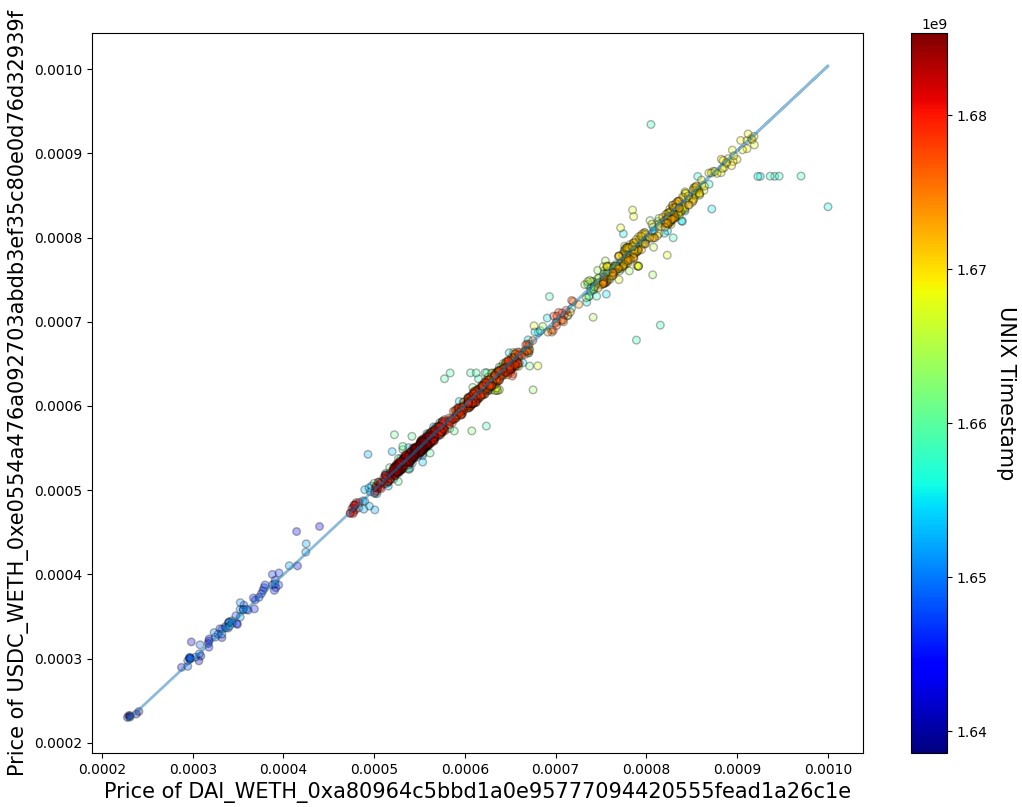 1e9
0.0010
0.0009
0.0008
0.0007
0.0006
0.0005
0.0004
0.0003
0.0002
Price of USDC_WETH_0xe0554a476a092703abdb3ef35c80e0d76d32939f
0.0002 0.0003 0.0004 0.0005 0.0006 0.0007 0.0008 0.0009 0.0010
Price of DAI_WETH_0xa80964c5bbd1a0e95777094420555fead1a26c1e
1.68
1.67
1.66
1.65
1.64
UNIX Timestamp